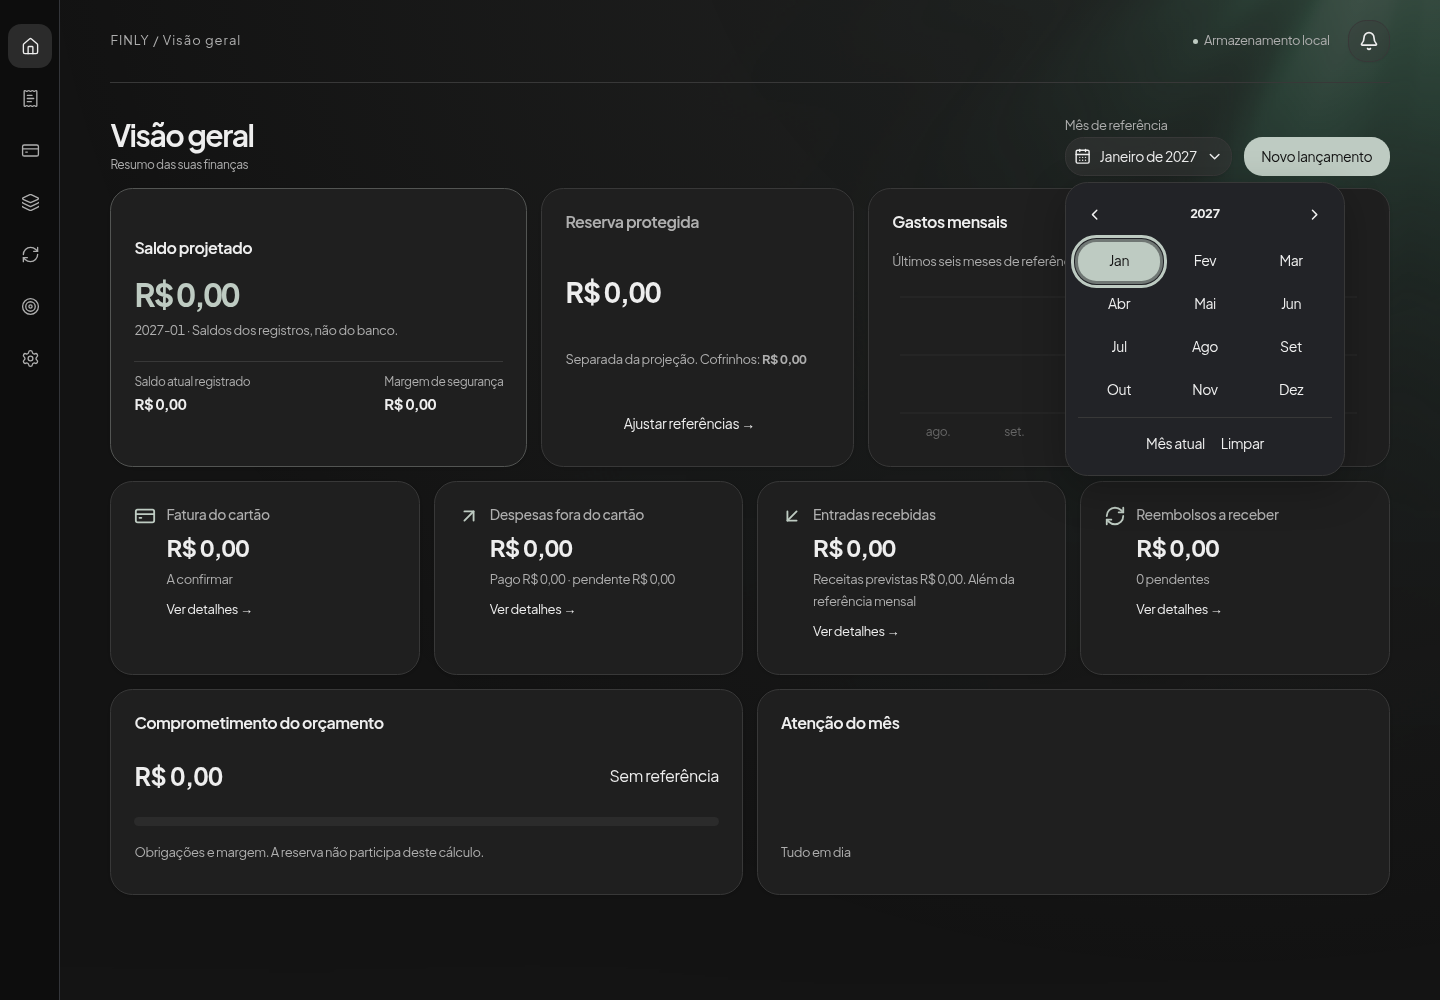 FINLY / Visão geral
Armazenamento local
Visão geral
Resumo das suas finanças
Mês de referência
Janeiro de 2027
Novo lançamento
Saldo projetado
R$ 0,00
2027-01 · Saldos dos registros, não do banco.
Saldo atual registrado
R$ 0,00
Margem de segurança
R$ 0,00
Reserva protegida
R$ 0,00
Separada da projeção. Cofrinhos: R$ 0,00
Ajustar referências →
Gastos mensais
Últimos seis meses de
ago.
set.
2027
Jan
Fev
Mar
Abr
Mai
Jun
Jul
Ago
Set
Out
Nov
Dez
Mês atual
Limpar
Fatura do cartão
R$ 0,00
A confirmar
Ver detalhes →
Despesas fora do cartão
R$ 0,00
Pago R$ 0,00 · pendente R$ 0,00
Ver detalhes →
Entradas recebidas
R$ 0,00
Receitas previstas R$ 0,00. Além da
referência mensal
Ver detalhes →
Reembolsos a receber
R$ 0,00
0 pendentes
Ver detalhes →
Comprometimento do orçamento
R$ 0,00
Sem referência
Obrigações e margem. A reserva não participa deste cálculo.
Atenção do mês
Tudo em dia